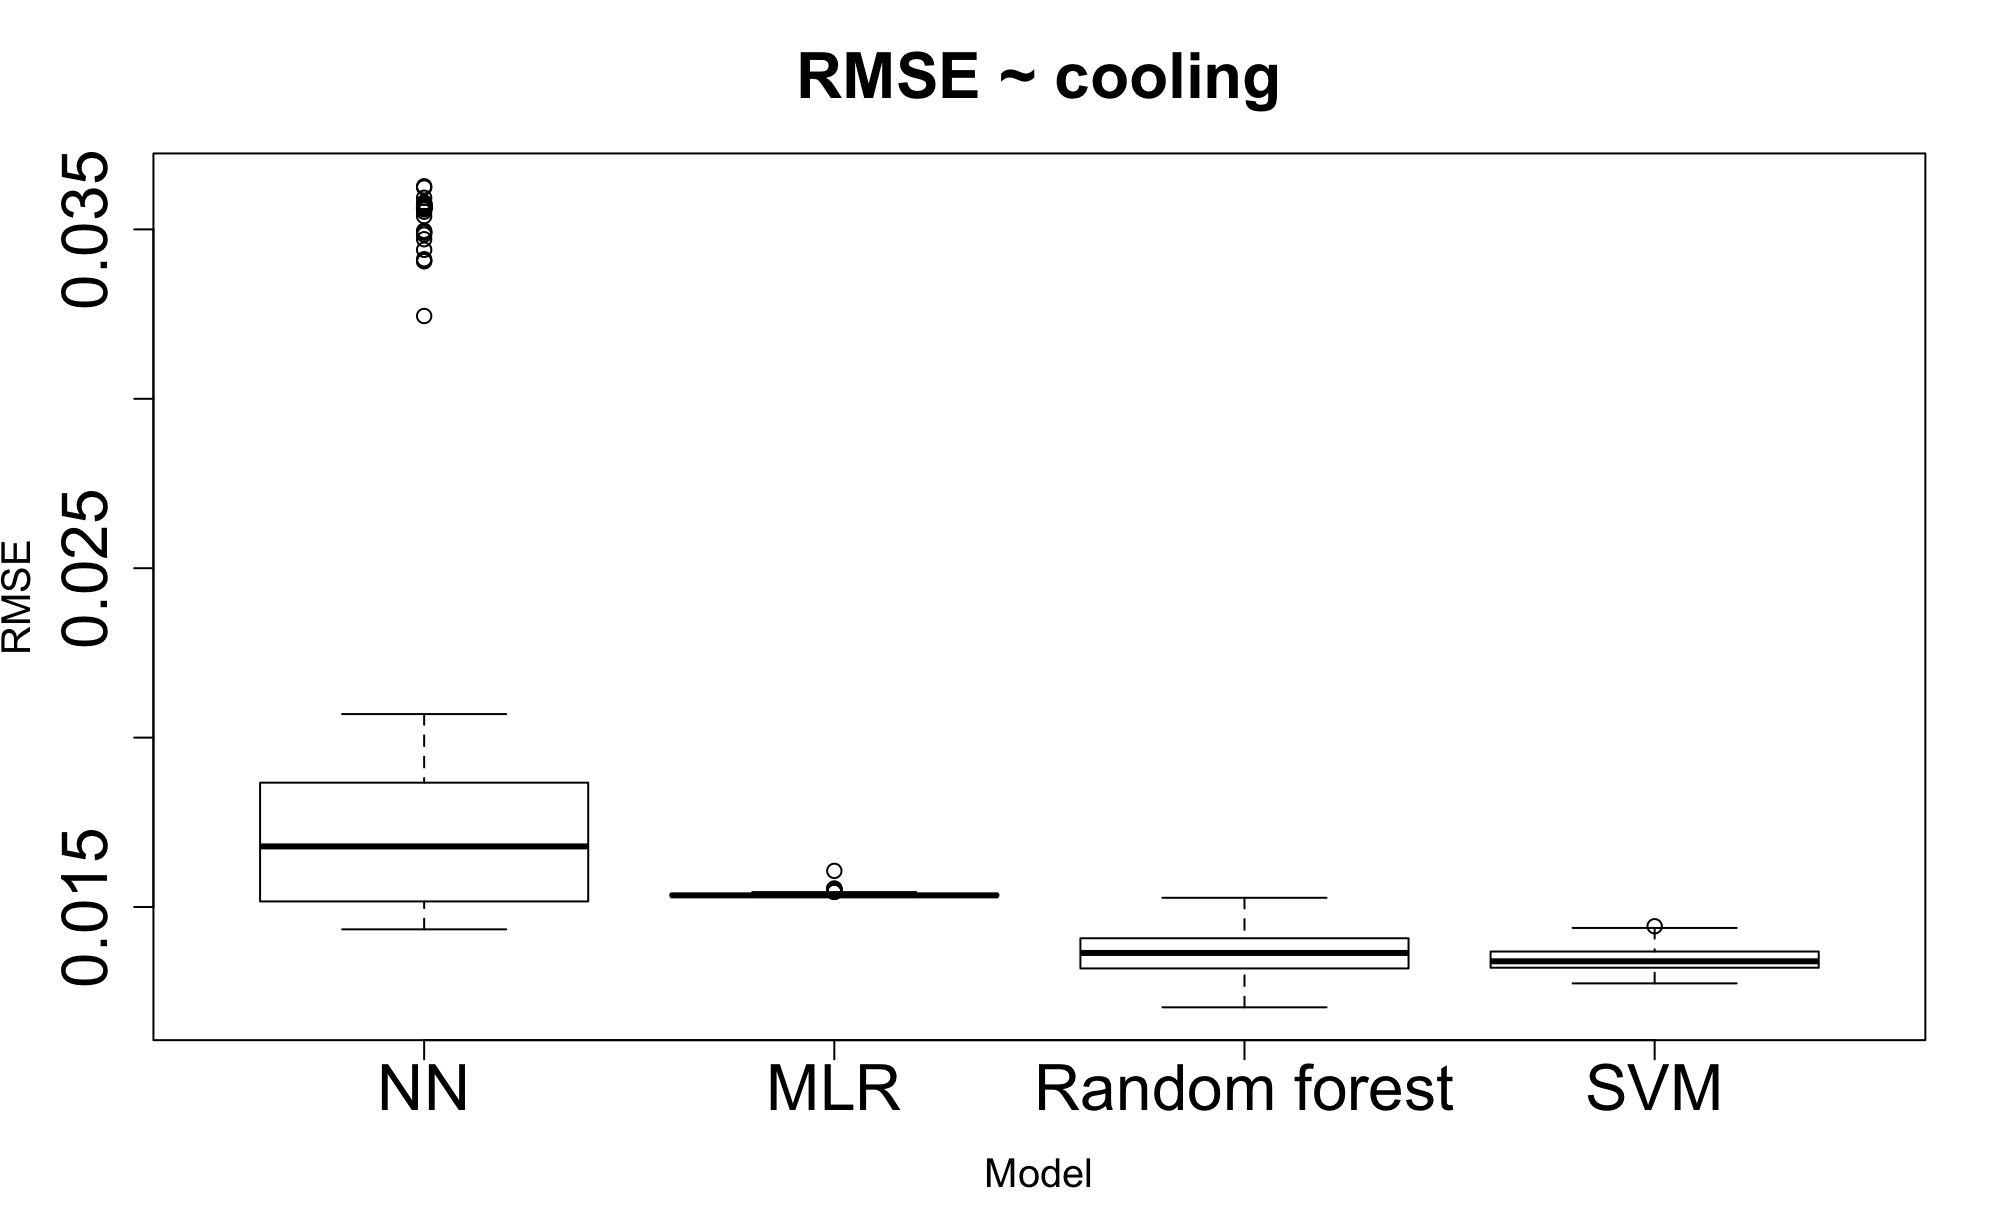 RMSE ~ cooling
RMSE
0.035
0.025
0.015
NN
MLR
Random forest
SVM
Model